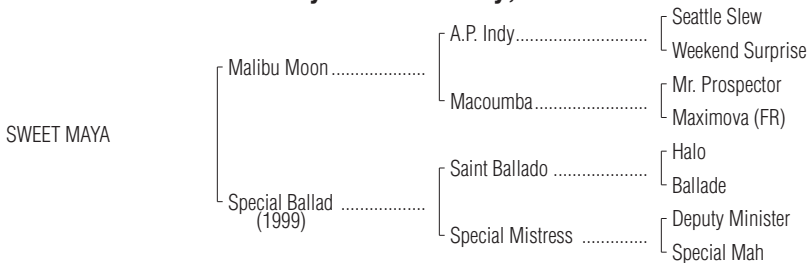 Seattle Slew
A.P. Indy
Weekend Surprise
Malibu Moon
Mr. Prospector
Macoumba
Maximova (FR)
SWEET MAYA
Halo
Saint Ballado
Ballade
Special Ballad
(1999)
Deputy Minister
Special Mistress
Special Mah